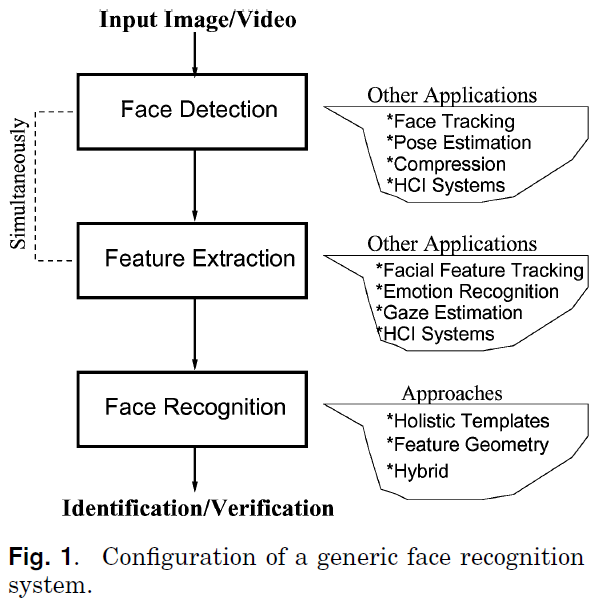 Input Image/Video
Face Detection
Other Applications
*Face Tracking
*Pose Estimation
*Compression
*HCI Systems
Simultaneously
Feature Extraction
Other Applications
*Facial Feature Tracking
*Emotion Recognition
*Gaze Estimation
*HCI Systems
Face Recognition
Approaches
*Holistic Templates
*Feature Geometry
*Hybrid
Identification/Verification
Fig. 1. Configuration of a generic face recognition
system.